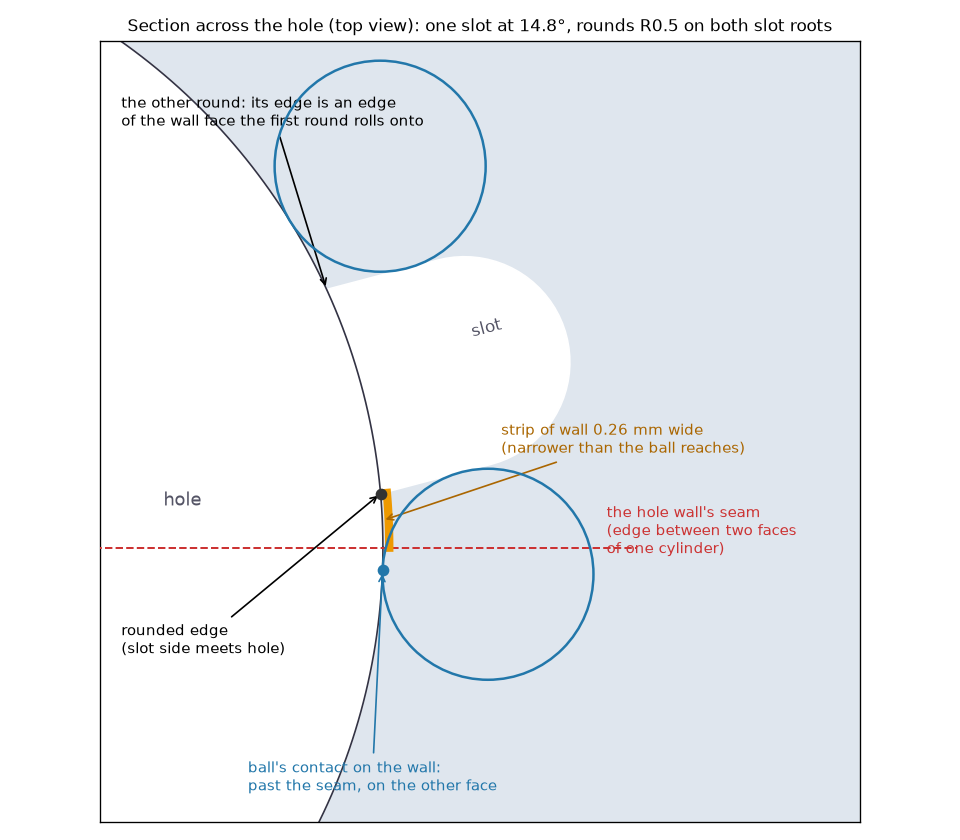 Section across the hole (top view): one slot at 14.8°, rounds R0.5 on both slot roots
the other round: its edge is an edge
of the wall face the first round rolls onto
slot
strip of wall 0.26 mm wide
(narrower than the ball reaches)
hole
the hole wall's seam
(edge between two faces
of one cylinder)
rounded edge
(slot side meets hole)
ball's contact on the wall:
past the seam, on the other face